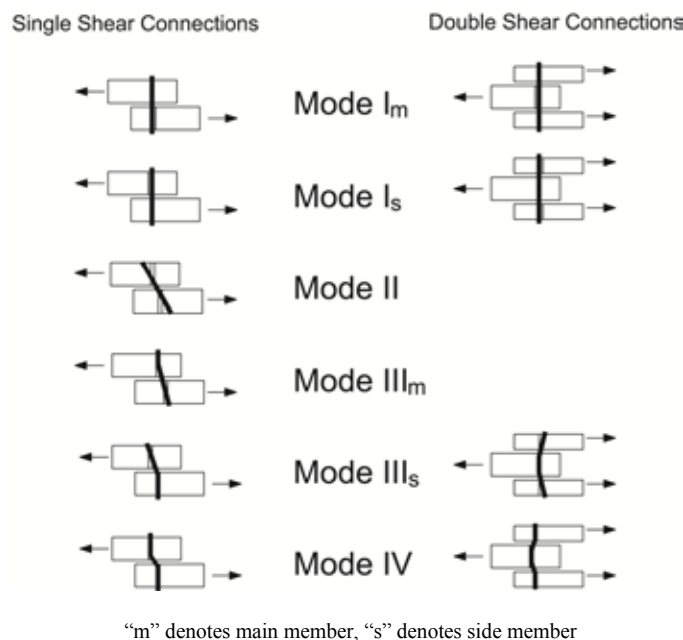 Single Shear Connections
Double Shear Connections
Mode Iₘ
Mode Iₛ
Mode II
Mode IIIₘ
Mode IIIₛ
Mode IV
“m” denotes main member, “s” denotes side member